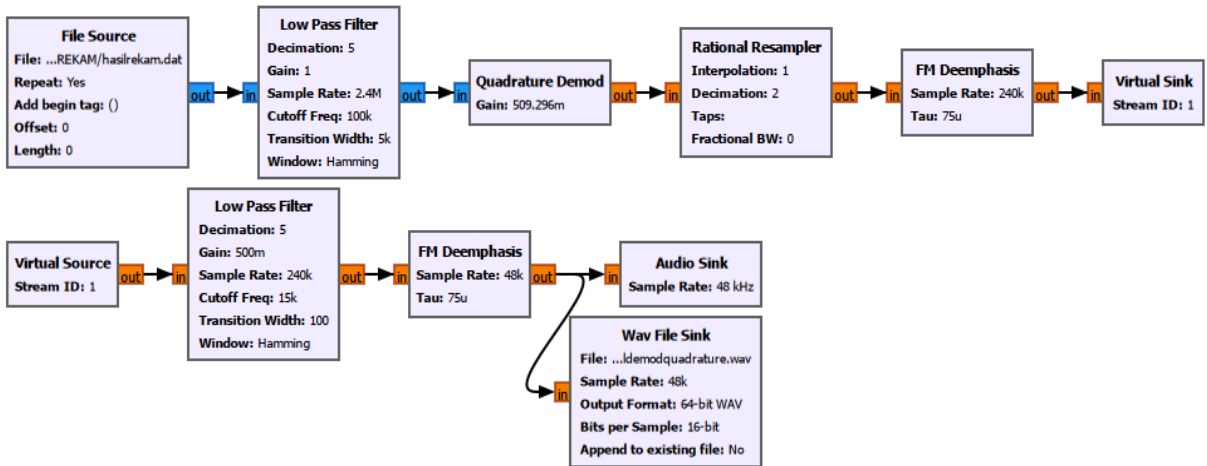 File Source
File: ...REKAM/hasilrekam.dat
Repeat: Yes
Add begin tag: ()
Offset: 0
Length: 0
out
in
Low Pass Filter
Decimation: 5
Gain: 1
Sample Rate: 2.4M
Cutoff Freq: 100k
Transition Width: 5k
Window: Hamming
out
in
Quadrature Demod
Gain: 509.296m
out
in
Rational Resampler
Interpolation: 1
Decimation: 2
Taps:
Fractional BW: 0
out
in
FM Deemphasis
Sample Rate: 240k
Tau: 75u
out
in
Virtual Sink
Stream ID: 1
Virtual Source
Stream ID: 1
out
in
Low Pass Filter
Decimation: 5
Gain: 500m
Sample Rate: 240k
Cutoff Freq: 15k
Transition Width: 100
Window: Hamming
out
in
FM Deemphasis
Sample Rate: 48k
Tau: 75u
out
in
Audio Sink
Sample Rate: 48 kHz
in
Wav File Sink
File: ...ldemodquadrature.wav
Sample Rate: 48k
Output Format: 64-bit WAV
Bits per Sample: 16-bit
Append to existing file: No